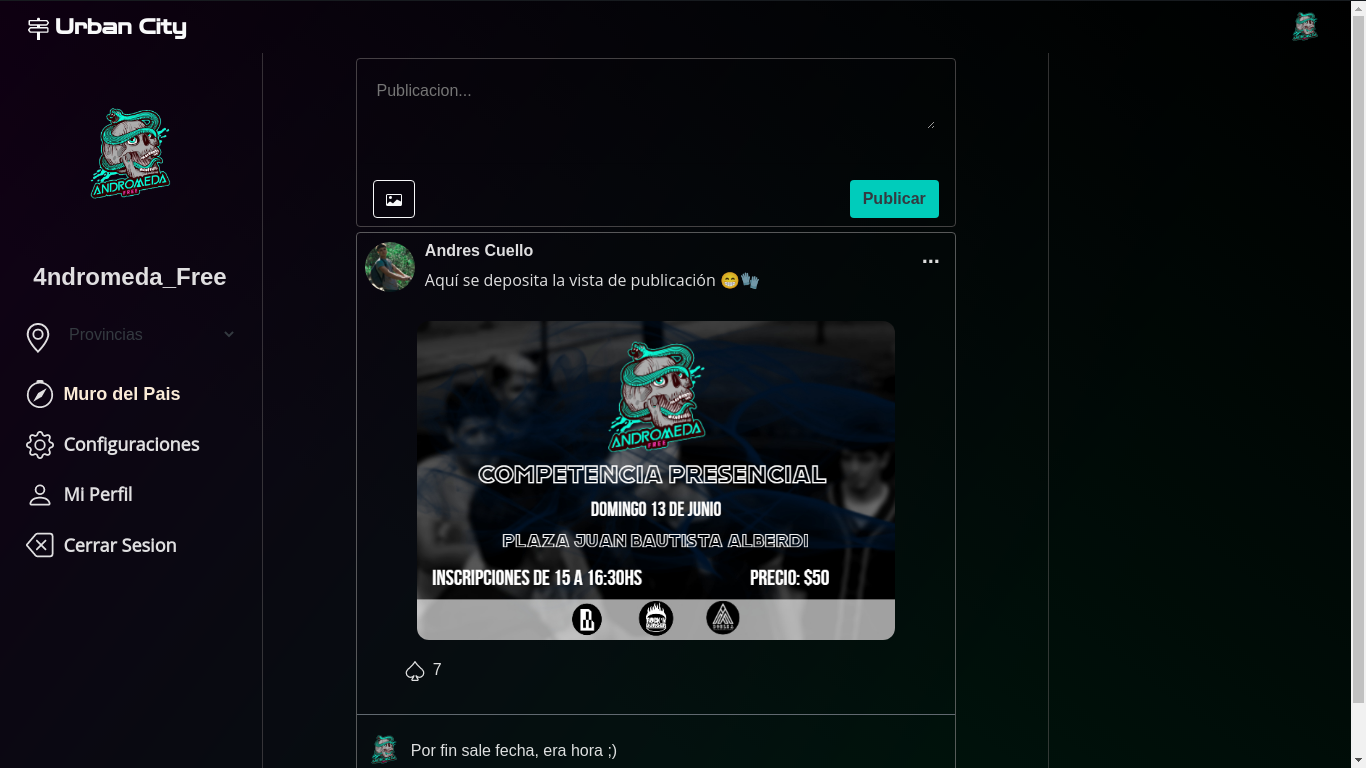 Urban City
ANDROMEDA
FREE
4ndromeda_Free
Provincias
Muro del Pais
Configuraciones
Mi Perfil
Cerrar Sesion
Publicacion...
Publicar
Andres Cuello
...
Aquí se deposita la vista de publicación 😁🧤
ANDROMEDA
FREE
COMPETENCIA PRESENCIAL
DOMINGO 13 DE JUNIO
PLAZA JUAN BAUTISTA ALBERDI
INSCRIPCIONES DE 15 A 16:30HS
PRECIO: $50
7
Por fin sale fecha, era hora ;)